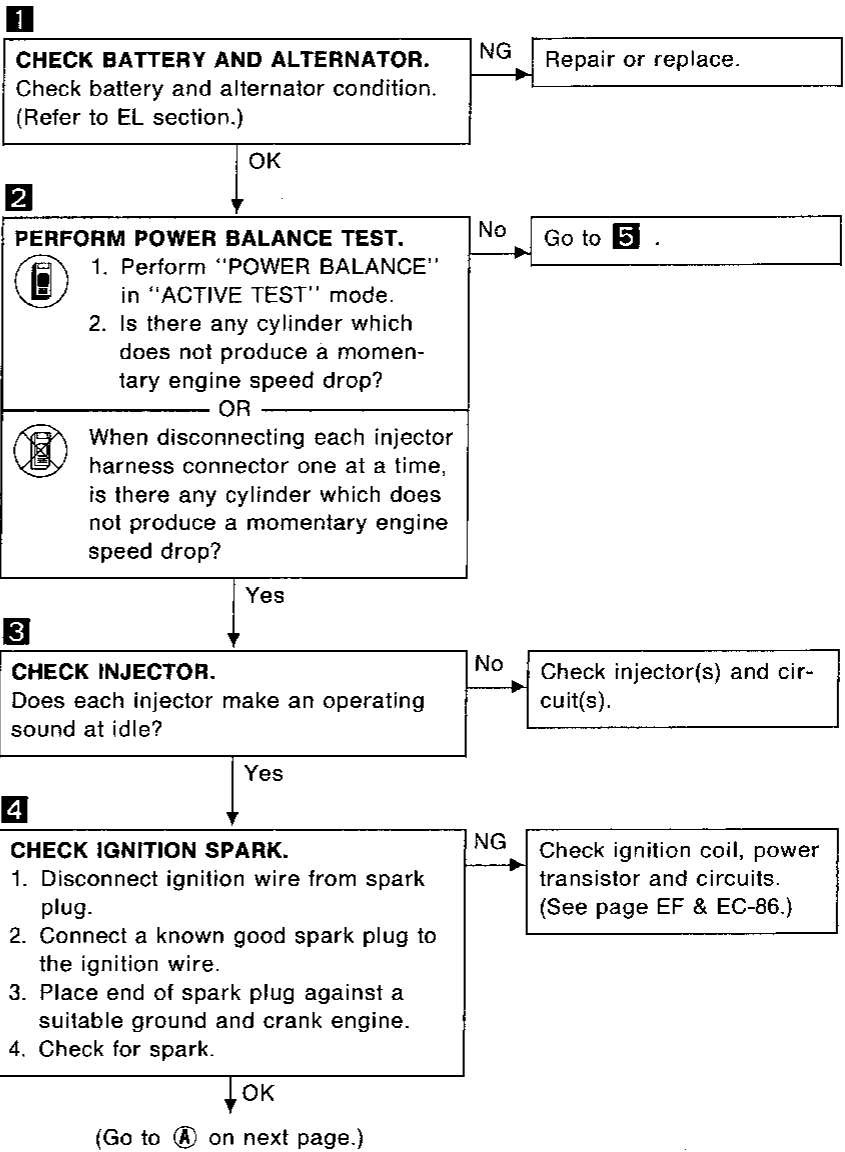 1
CHECK BATTERY AND ALTERNATOR.
Check battery and alternator condition.
(Refer to EL section.)
NG
Repair or replace.
OK
2
PERFORM POWER BALANCE TEST.
1. Perform "POWER BALANCE"
in "ACTIVE TEST" mode.
2. Is there any cylinder which
does not produce a momen-
tary engine speed drop?
OR
When disconnecting each injector
harness connector one at a time,
is there any cylinder which does
not produce a momentary engine
speed drop?
No
Go to 5 .
Yes
3
CHECK INJECTOR.
Does each injector make an operating
sound at idle?
No
Check injector(s) and cir-
cuit(s).
Yes
4
CHECK IGNITION SPARK.
1. Disconnect ignition wire from spark
plug.
2. Connect a known good spark plug to
the ignition wire.
3. Place end of spark plug against a
suitable ground and crank engine.
4. Check for spark.
NG
Check ignition coil, power
transistor and circuits.
(See page EF & EC-86.)
OK
(Go to Ⓐ on next page.)